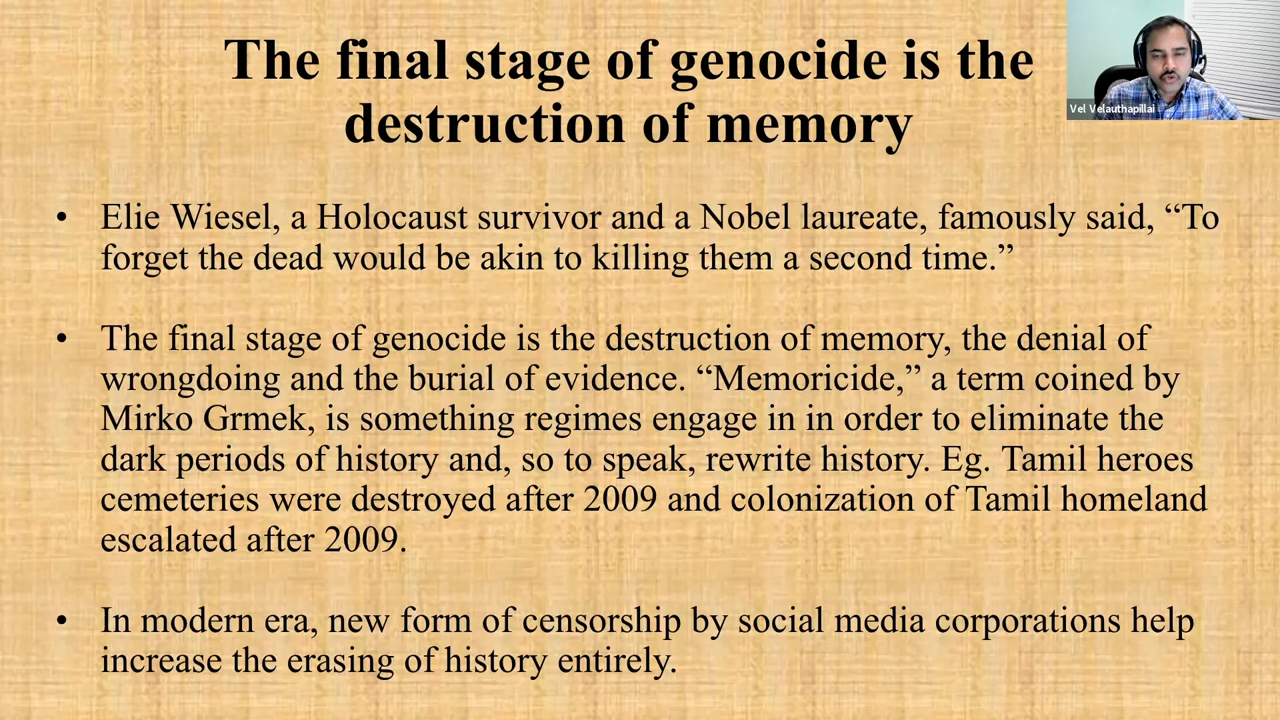 The final stage of genocide is the
destruction of memory
Vel Velauthapillai
• Elie Wiesel, a Holocaust survivor and a Nobel laureate, famously said, “To
forget the dead would be akin to killing them a second time.”
• The final stage of genocide is the destruction of memory, the denial of
wrongdoing and the burial of evidence. “Memoricide,” a term coined by
Mirko Grmek, is something regimes engage in in order to eliminate the
dark periods of history and, so to speak, rewrite history. Eg. Tamil heroes
cemeteries were destroyed after 2009 and colonization of Tamil homeland
escalated after 2009.
• In modern era, new form of censorship by social media corporations help
increase the erasing of history entirely.